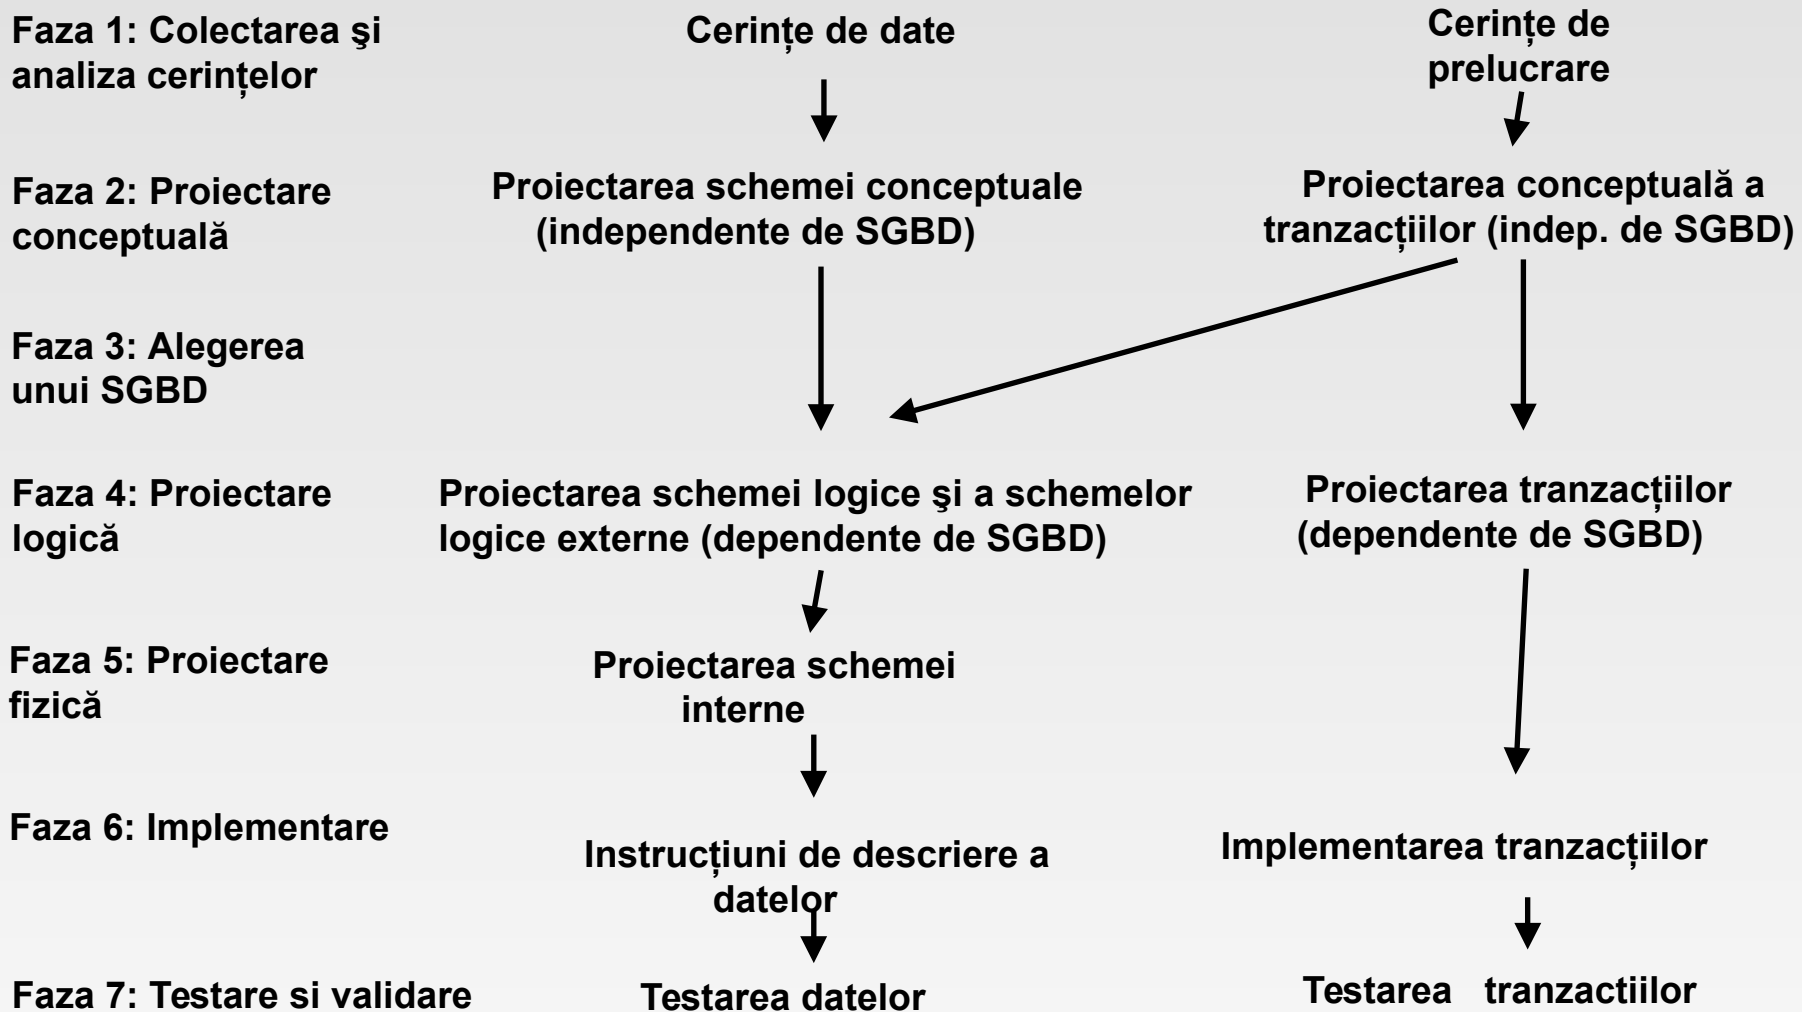 Faza 1: Colectarea şi
analiza cerințelor
Cerințe de date
Cerințe de
prelucrare
Faza 2: Proiectare
conceptuală
Proiectarea schemei conceptuale
(independente de SGBD)
Proiectarea conceptuală a
tranzacțiilor (indep. de SGBD)
Faza 3: Alegerea
unui SGBD
Faza 4: Proiectare
logică
Proiectarea schemei logice şi a schemelor
logice externe (dependente de SGBD)
Proiectarea tranzacțiilor
(dependente de SGBD)
Faza 5: Proiectare
fizică
Proiectarea schemei
interne
Faza 6: Implementare
Instrucțiuni de descriere a
datelor
Implementarea tranzacțiilor
Faza 7: Testare si validare
Testarea datelor
Testarea tranzactiilor